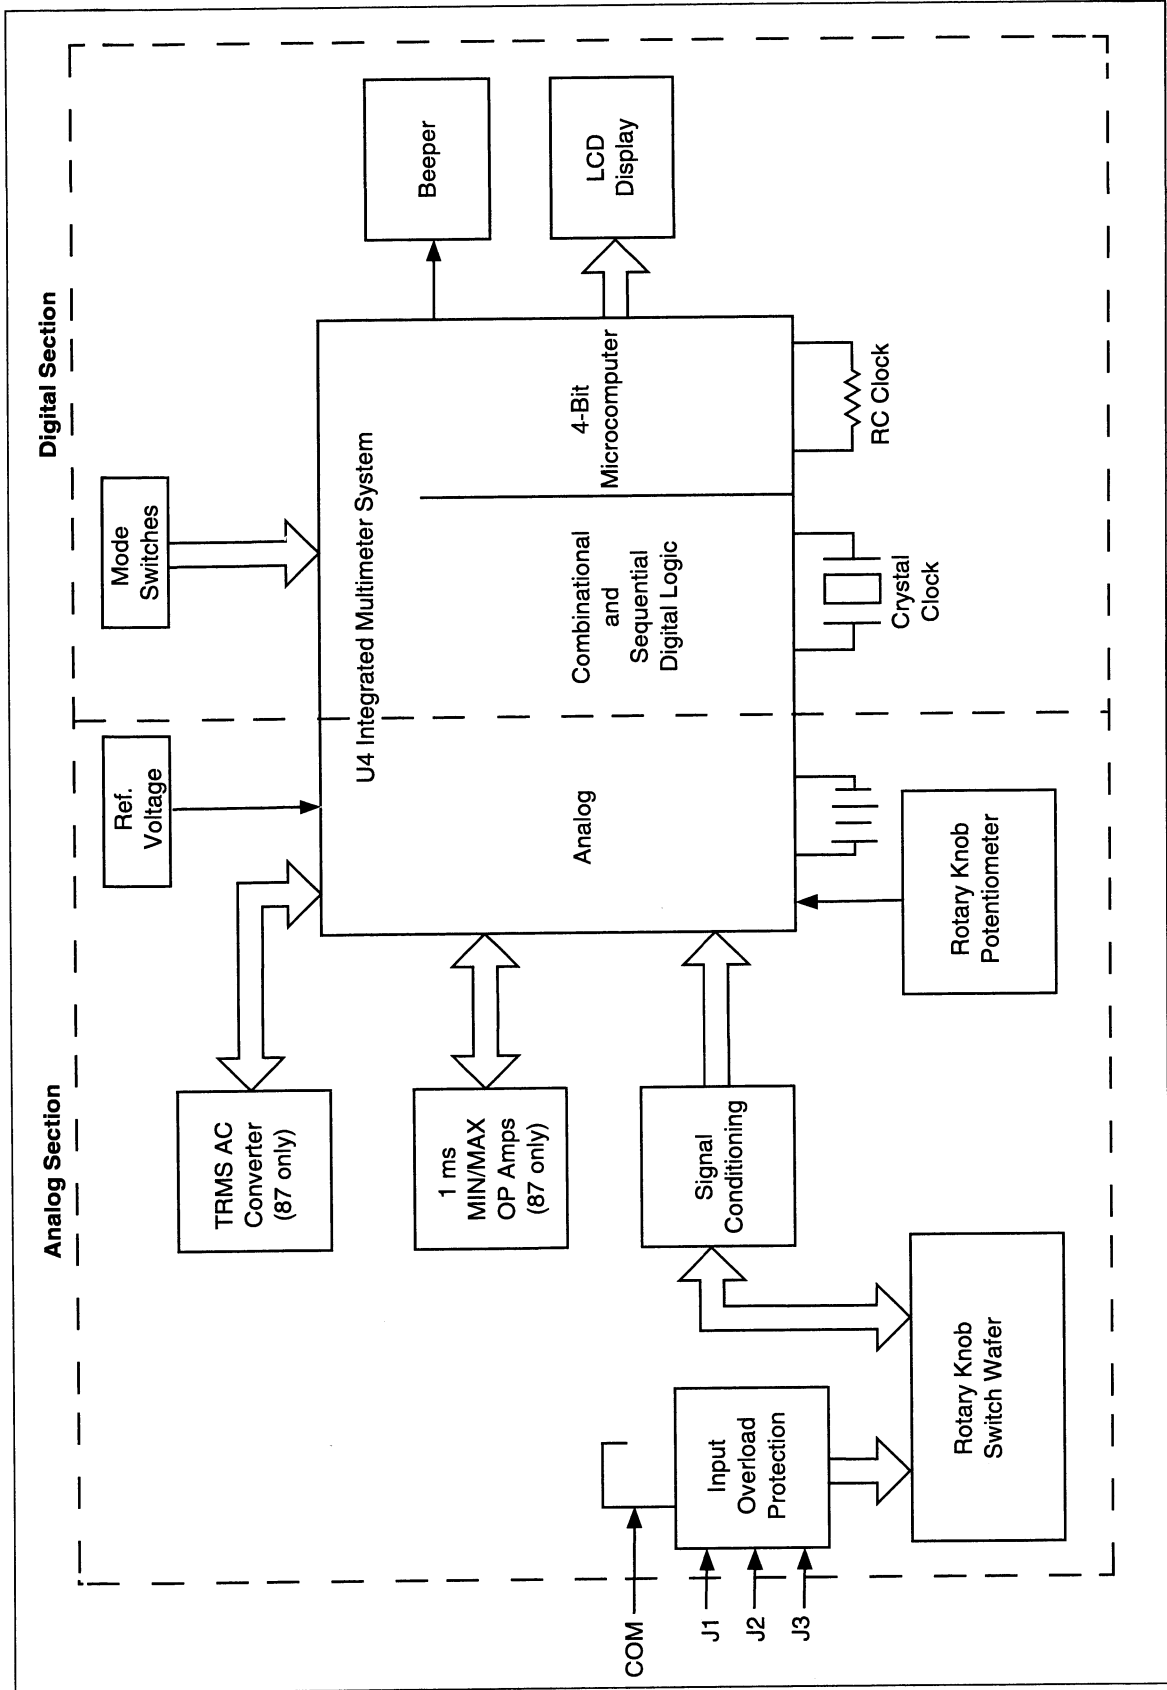 Analog Section
Digital Section
TRMS AC
Converter
(87 only)
Ref.
Voltage
Mode
Switches
1 ms
MIN/MAX
OP Amps
(87 only)
U4 Integrated Multimeter System
Analog
Combinational
and
Sequential
Digital Logic
4-Bit
Microcomputer
Beeper
LCD
Display
Signal
Conditioning
COM
J1
J2
J3
Input
Overload
Protection
Rotary Knob
Switch Wafer
Rotary Knob
Potentiometer
Crystal
Clock
RC Clock